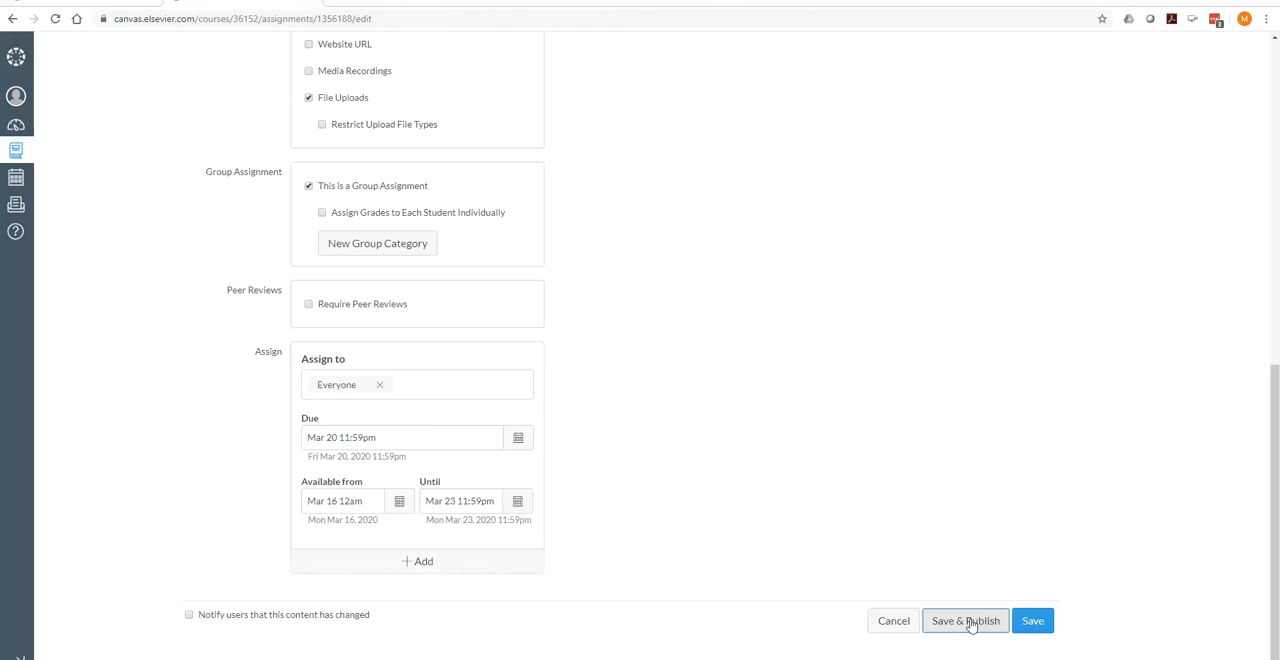 canvas.elsevier.com/courses/36152/assignments/1356188/edit
3
M
Website URL
Media Recordings
File Uploads
Restrict Upload File Types
Group Assignment
This is a Group Assignment
Assign Grades to Each Student Individually
New Group Category
Peer Reviews
Require Peer Reviews
Assign
Assign to
Everyone
Due
Mar 20 11:59pm
Fri Mar 20, 2020 11:59pm
Available from Until
Mar 16 12am Mar 23 11:59pm
Mon Mar 16, 2020 Mon Mar 23, 2020 11:59pm
+ Add
Notify users that this content has changed
Cancel Save & Publish Save